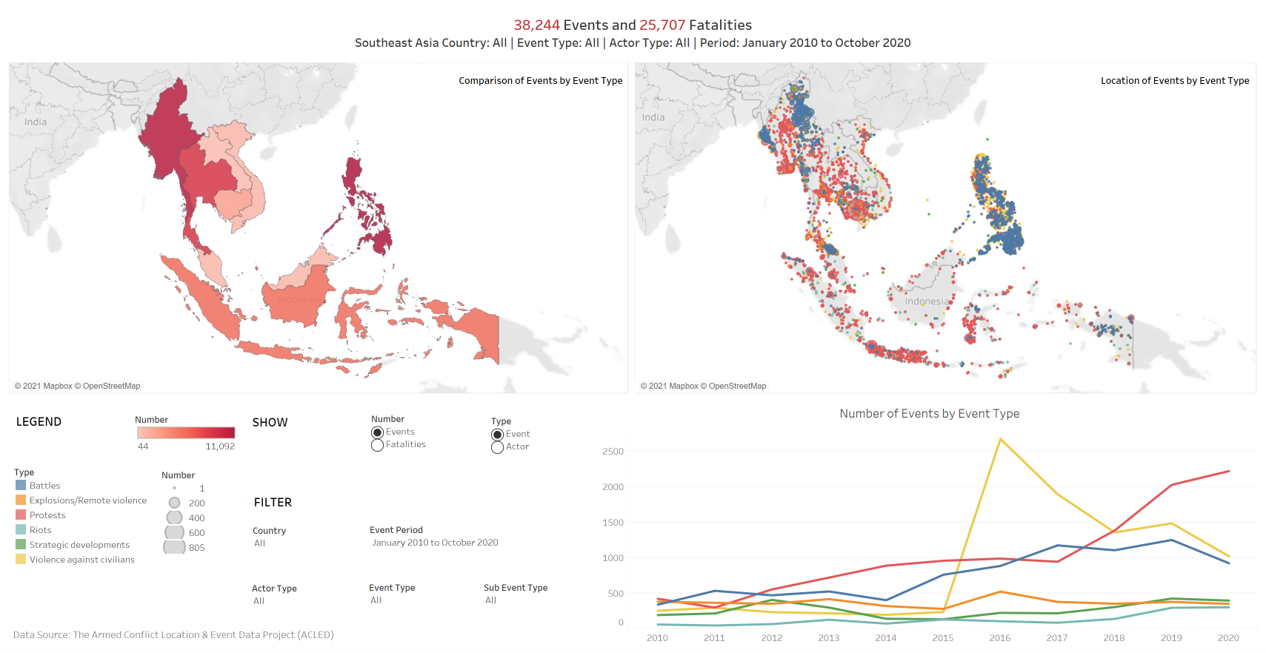 38,244 Events and 25,707 Fatalities
Southeast Asia Country: All | Event Type: All | Actor Type: All | Period: January 2010 to October 2020
Comparison of Events by Event Type
India
Indonesia
© 2021 Mapbox © OpenStreetMap
Location of Events by Event Type
India
Indonesia
© 2021 Mapbox © OpenStreetMap
LEGEND
Number
44 11,092
Type
Battles
Explosions/Remote violence
Protests
Riots
Strategic developments
Violence against civilians
Number
1
200
400
600
805
SHOW
Number
Events
Fatalities
Type
Event
Actor
FILTER
Country
All
Event Period
January 2010 to October 2020
Actor Type
All
Event Type
All
Sub Event Type
All
Data Source: The Armed Conflict Location & Event Data Project (ACLED)
Number of Events by Event Type
2500
2000
1500
1000
500
0
2010 2011 2012 2013 2014 2015 2016 2017 2018 2019 2020